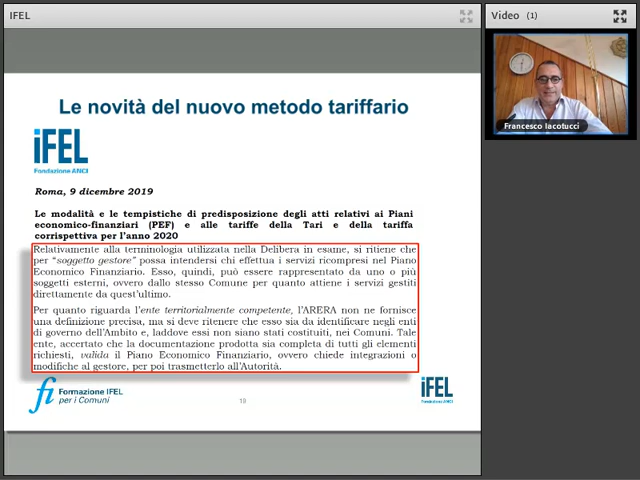 IFEL
Video (1)
Francesco Iacotucci
Le novità del nuovo metodo tariffario
iFEL
Fondazione ANCI
Roma, 9 dicembre 2019
Le modalità e le tempistiche di predisposizione degli atti relativi ai Piani
economico-finanziari (PEF) e alle tariffe della Tari e della tariffa
corrispettiva per l'anno 2020
Relativamente alla terminologia utilizzata nella Delibera in esame, si ritiene che
per "soggetto gestore" possa intendersi chi effettua i servizi ricompresi nel Piano
Economico Finanziario. Esso, quindi, può essere rappresentato da uno o più
soggetti esterni, ovvero dallo stesso Comune per quanto attiene i servizi gestiti
direttamente da quest'ultimo.
Per quanto riguarda l'ente territorialmente competente, l'ARERA non ne fornisce
una definizione precisa, ma si deve ritenere che esso sia da identificare negli enti
di governo dell'Ambito e, laddove essi non siano stati costituiti, nei Comuni. Tale
ente, accertato che la documentazione prodotta sia completa di tutti gli elementi
richiesti, valida il Piano Economico Finanziario, ovvero chiede integrazioni o
modifiche al gestore, per poi trasmetterlo all'Autorità.
fi Formazione IFEL
per i Comuni
19
iFEL
Fondazione ANCI